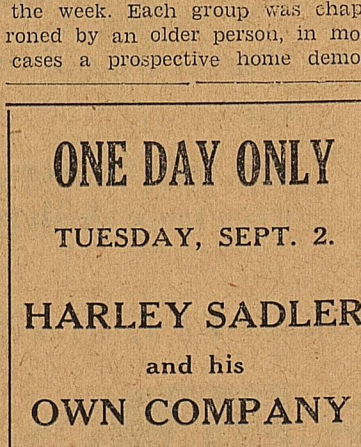 the week. Each group was chap
roned by an older person, in mo
cases a prospective home demo
ONE DAY ONLY
TUESDAY, SEPT. 2.
HARLEY SADLER
and his
OWN COMPANY